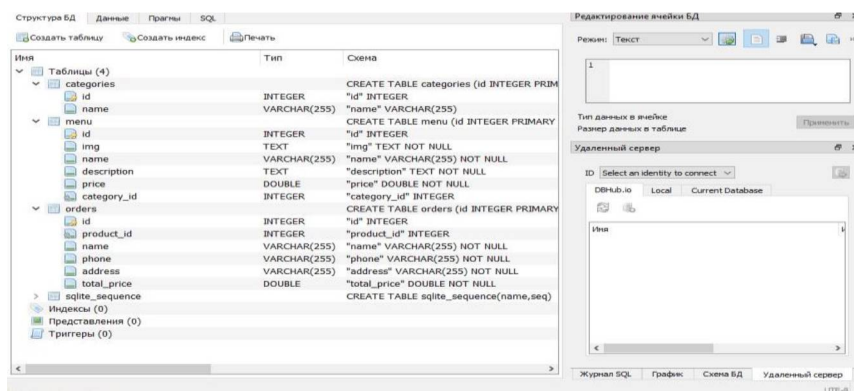 Структура БД Данные Прагмы SQL
Создать таблицу Создать индекс Печать
Имя Тип Схема
Таблицы (4)
categories CREATE TABLE categories (id INTEGER PRIM
id INTEGER "id" INTEGER
name VARCHAR(255) "name" VARCHAR(255)
menu CREATE TABLE menu (id INTEGER PRIMARY
id INTEGER "id" INTEGER
img TEXT "img" TEXT NOT NULL
name VARCHAR(255) "name" VARCHAR(255) NOT NULL
description TEXT "description" TEXT NOT NULL
price DOUBLE "price" DOUBLE NOT NULL
category_id INTEGER "category_id" INTEGER
orders CREATE TABLE orders (id INTEGER PRIMARY
id INTEGER "id" INTEGER
product_id INTEGER "product_id" INTEGER
name VARCHAR(255) "name" VARCHAR(255) NOT NULL
phone VARCHAR(255) "phone" VARCHAR(255) NOT NULL
address VARCHAR(255) "address" VARCHAR(255) NOT NULL
total_price DOUBLE "total_price" DOUBLE NOT NULL
sqlite_sequence CREATE TABLE sqlite_sequence(name,seq)
Индексы (0)
Представления (0)
Триггеры (0)
Редактирование ячейки БД
Режим: Текст
1
Тип данных в ячейке
Размер данных в таблице
Применить
Удаленный сервер
ID Select an identity to connect
DBHub.io Local Current Database
Имя
Журнал SQL График Схема БД Удаленный сервер
UTF-8